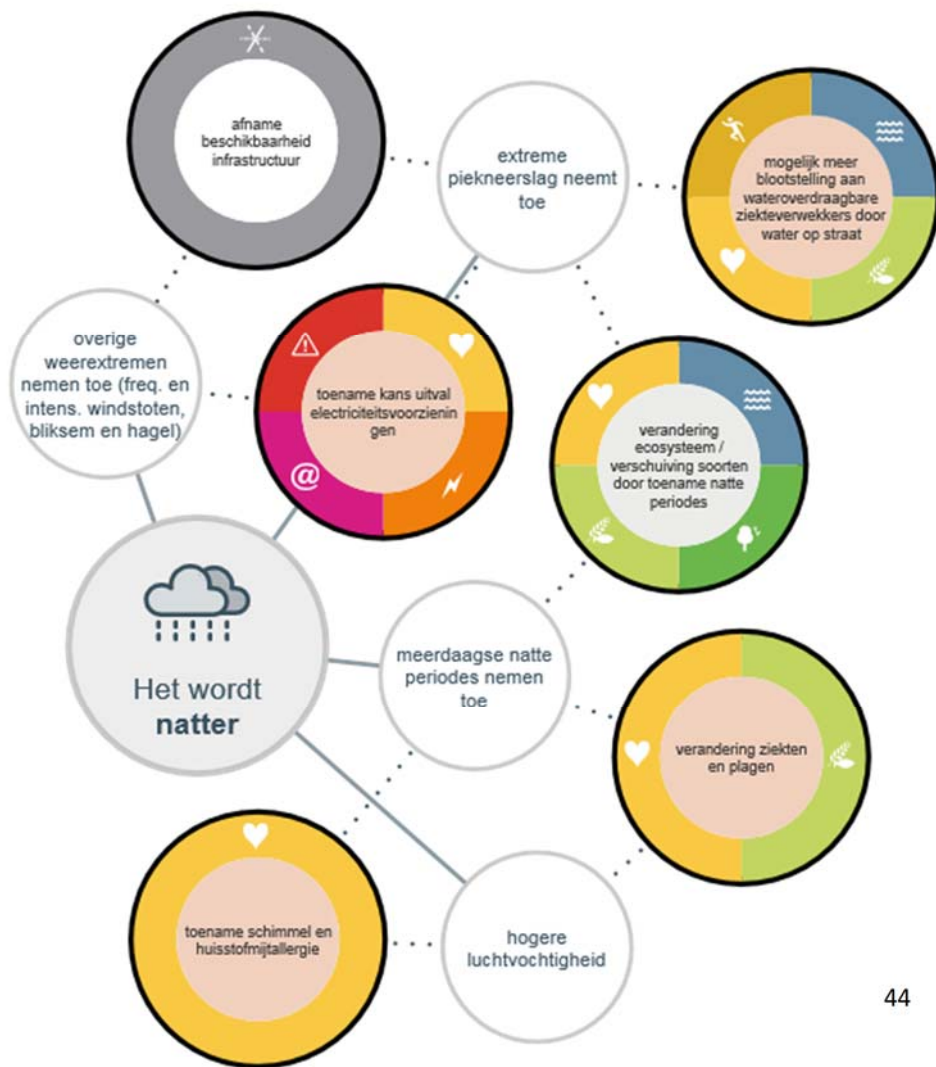 afname
beschikbaarheid
infrastructuur
extreme
piekneerslag neemt
toe
mogelijk meer
blootstelling aan
wateroverdraagbare
ziekteverwekkers door
water op straat
overige
weerextremen
nemen toe (freq. en
intens. windstoten,
bliksem en hagel)
toename kans uitval
electriciteitsvoorzienin
gen
@
verandering
ecosysteem /
verschuiving soorten
door toename natte
periodes
Het wordt
natter
meerdaagse natte
periodes nemen
toe
verandering ziekten
en plagen
toename schimmel en
huisstofmijtallergie
hogere
luchtvochtigheid
44